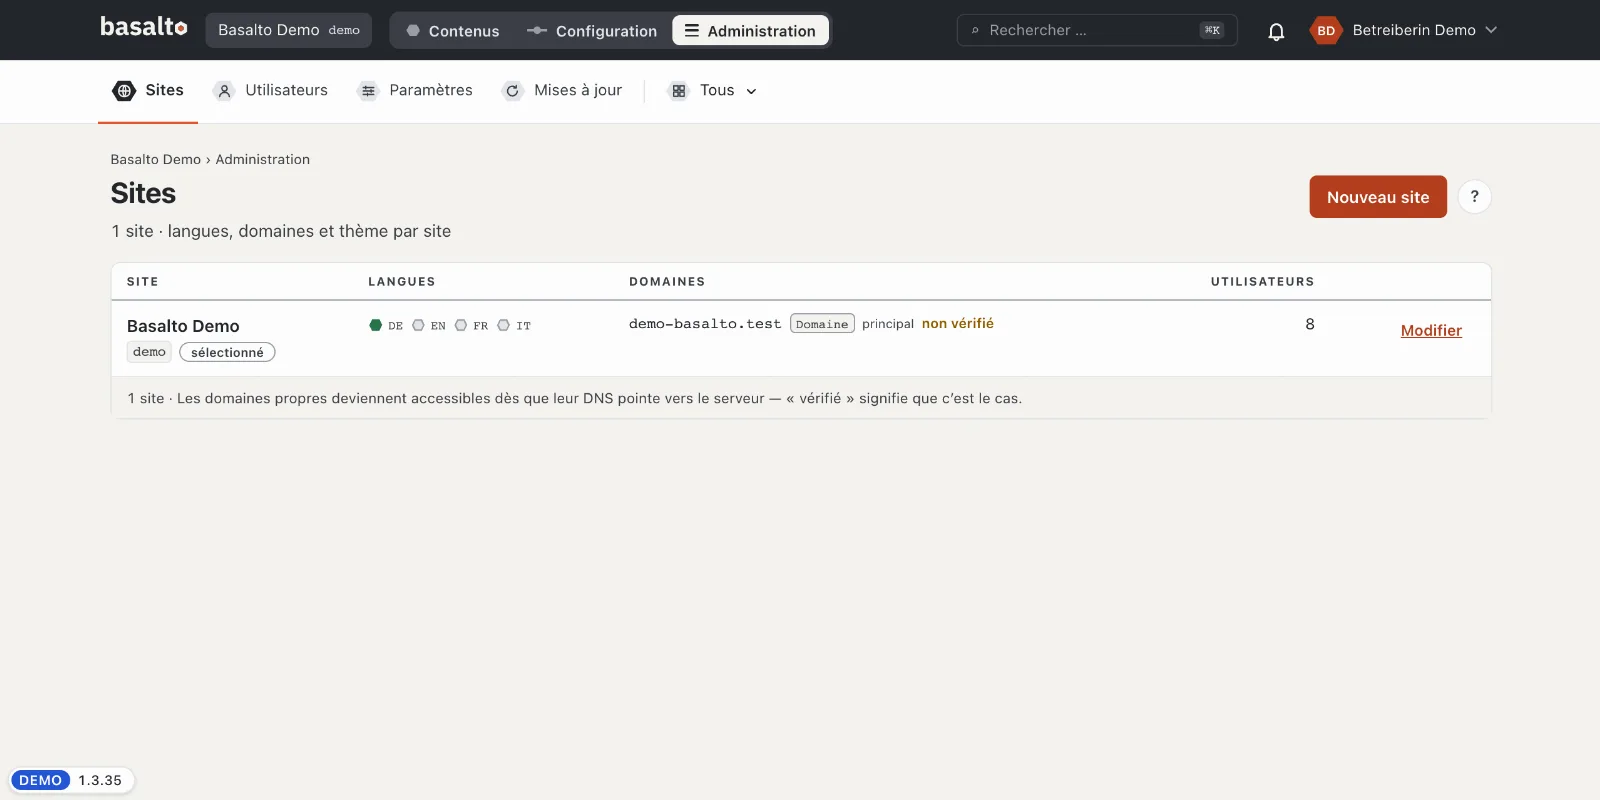 basalto
Basalto Demo demo
Contenus
Configuration
Administration
Rechercher ...
⌘K
BD
Betreiberin Demo
Sites
Utilisateurs
Paramètres
Mises à jour
Tous
Basalto Demo › Administration
Sites
1 site · langues, domaines et thème par site
Nouveau site
?
SITE LANGUES DOMAINES UTILISATEURS
Basalto Demo
DE EN FR IT
demo-basalto.test Domaine principal non vérifié
8
Modifier
demo sélectionné
1 site · Les domaines propres deviennent accessibles dès que leur DNS pointe vers le serveur — « vérifié » signifie que c’est le cas.
DEMO 1.3.35